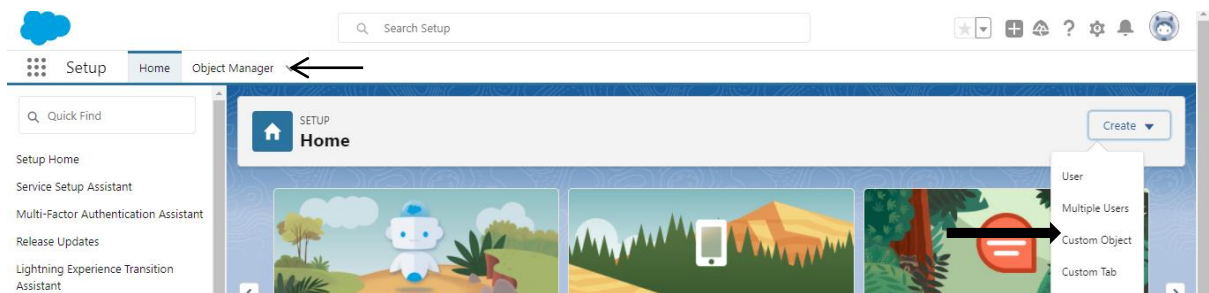 Search Setup
Setup
Home
Object Manager
Quick Find
Setup Home
Service Setup Assistant
Multi-Factor Authentication Assistant
Release Updates
Lightning Experience Transition
Assistant
SETUP
Home
Create
User
Multiple Users
Custom Object
Custom Tab